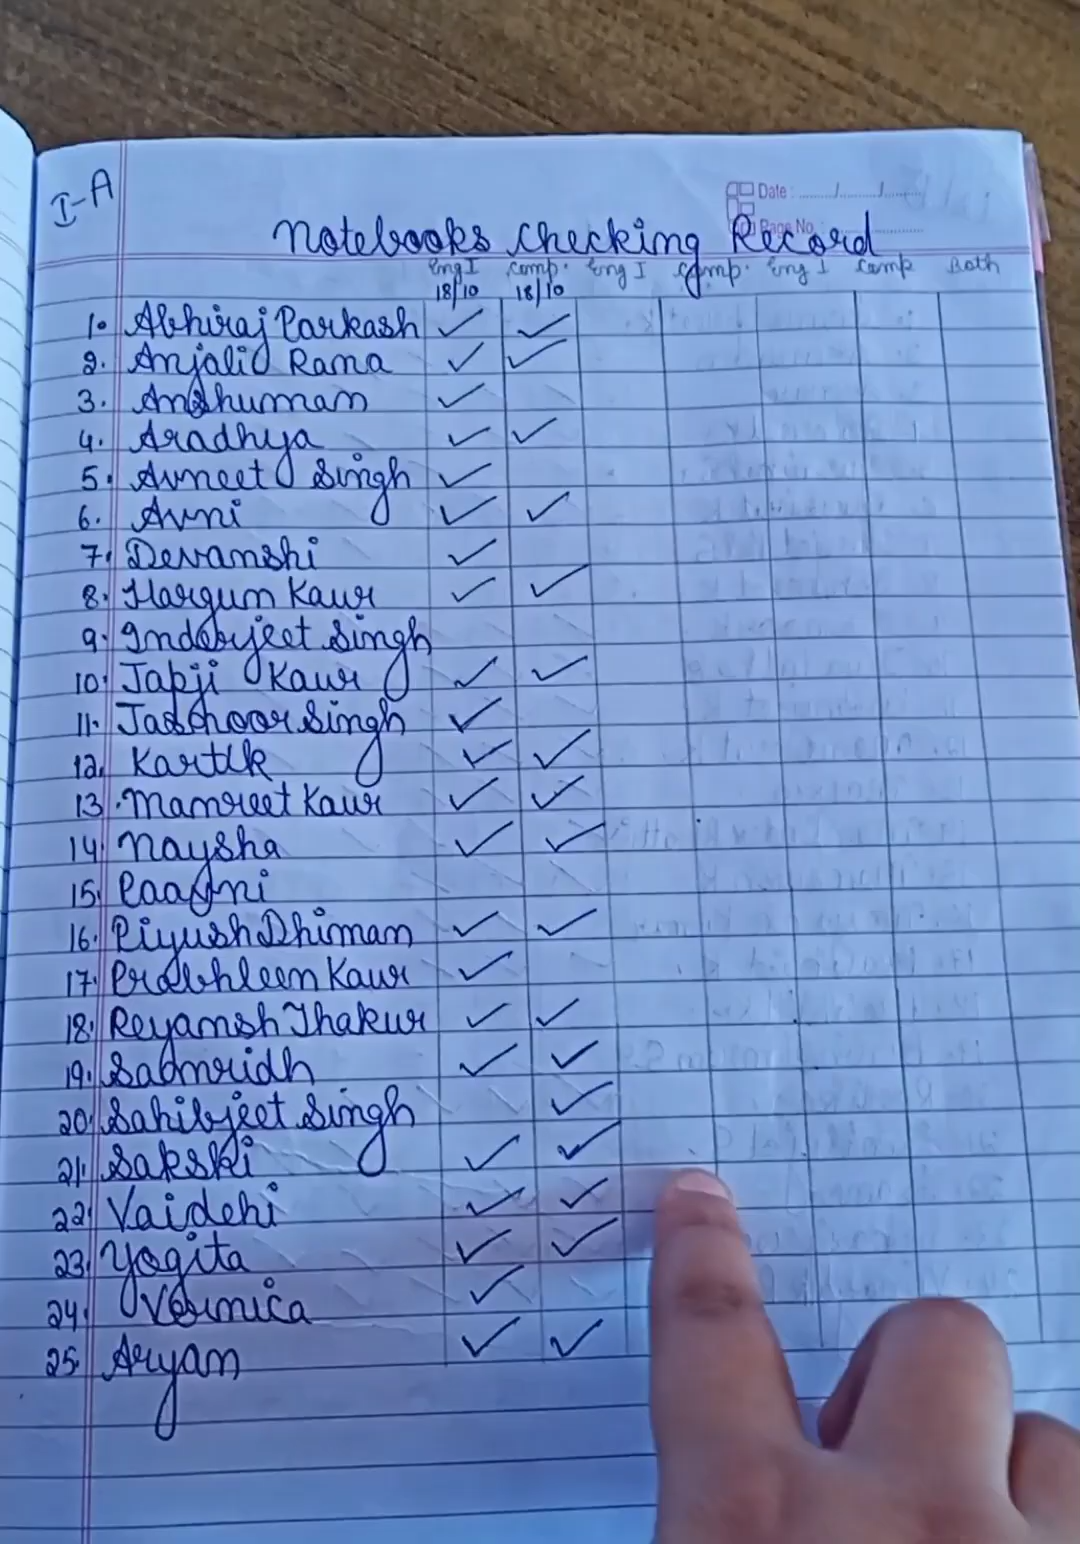 I-A
Date : ......./......./.......
Page No. :
Notebooks Checking Record
Eng I Comp. Eng I Comp. Eng I Comp Both
18/10 18/10
1. Abhiraj Parkash ✓ ✓
2. Anjali Rana ✓ ✓
3. Anshuman ✓
4. Aradhya ✓ ✓
5. Avneet Singh ✓
6. Avni ✓ ✓
7. Devanshi ✓
8. Hargun Kaur ✓ ✓
9. Inderjeet Singh
10. Japji Kaur ✓ ✓
11. Jasnoor Singh ✓
12. Kartik ✓ ✓
13. Manreet Kaur ✓ ✓
14. Naysha ✓ ✓
15. Paagni
16. Piyush Dhiman ✓ ✓
17. Prabhleen Kaur ✓
18. Reyansh Thakur ✓ ✓
19. ✓ ✓
20. Sahibjeet Singh ✓
21. Sakski ✓ ✓
22. Vaidehi ✓ ✓
23. Yogita ✓ ✓
24. Vernica ✓
25. Aryan ✓ ✓